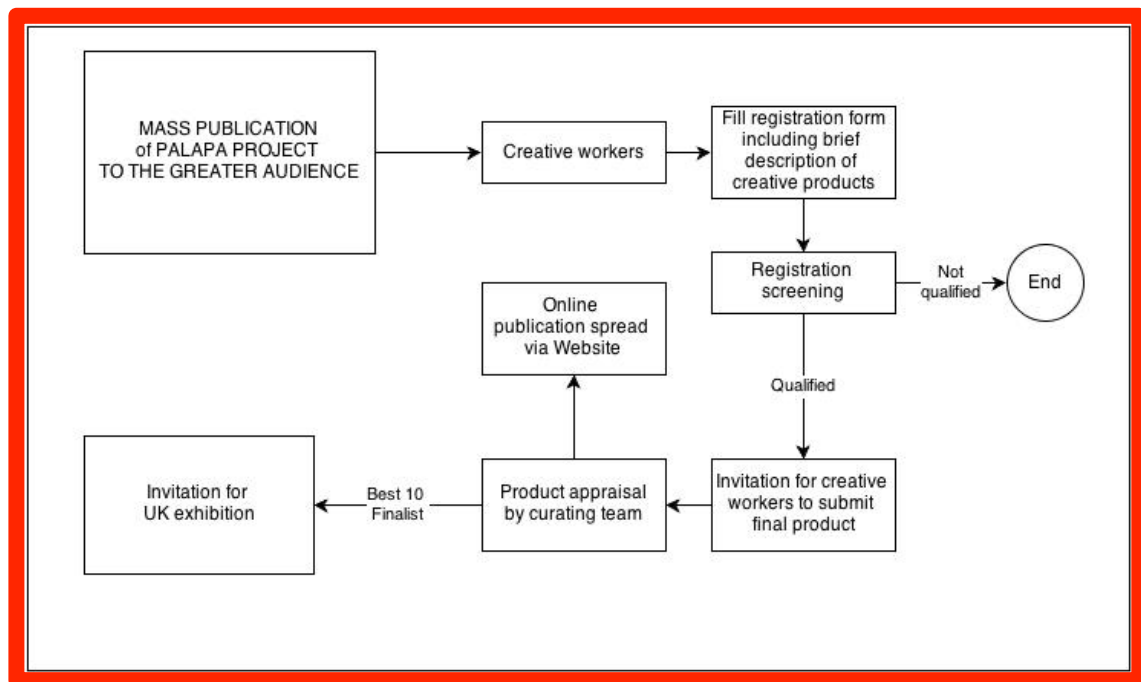 MASS PUBLICATION
of PALAPA PROJECT
TO THE GREATER AUDIENCE
Creative workers
Fill registration form
including brief
description of
creative products
Registration
screening
Not
qualified
End
Online
publication spread
via Website
Qualified
Invitation for
UK exhibition
Best 10
Finalist
Product appraisal
by curating team
Invitation for creative
workers to submit
final product